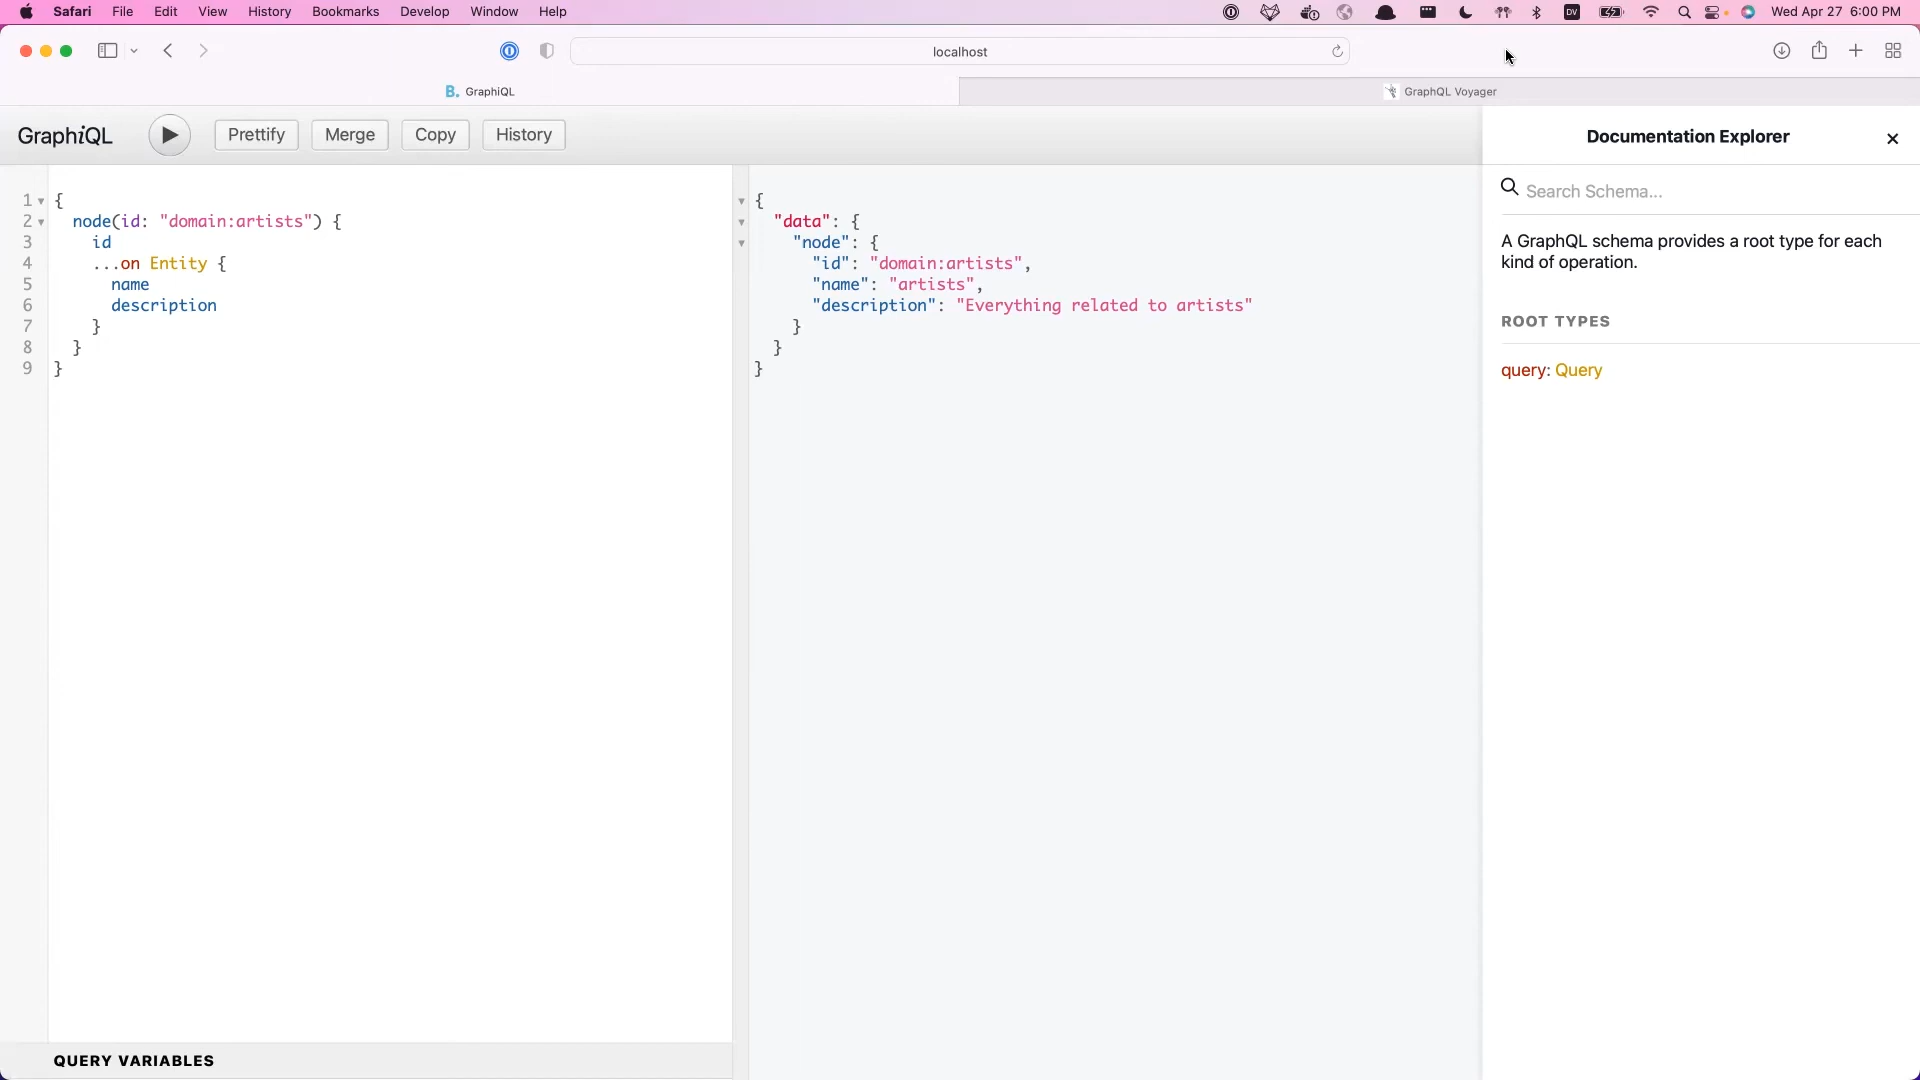 Safari File Edit View History Bookmarks Develop Window Help DV Wed Apr 27 6:00 PM
localhost
B. GraphiQL
GraphQL Voyager
GraphiQL Prettify Merge Copy History
Documentation Explorer
Search Schema...
A GraphQL schema provides a root type for each
kind of operation.
ROOT TYPES
query: Query
1 {
2 node(id: "domain:artists") {
3 id
4 ...on Entity {
5 name
6 description
7 }
8 }
9 }
{
"data": {
"node": {
"id": "domain:artists",
"name": "artists",
"description": "Everything related to artists"
}
}
}
QUERY VARIABLES